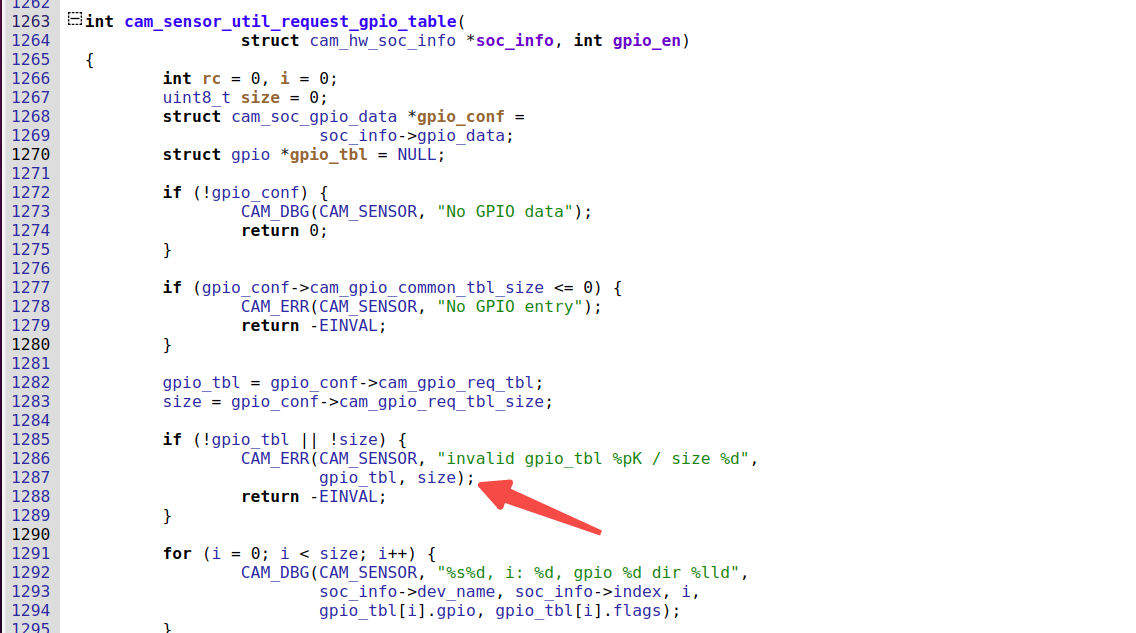 1262
1263 int cam_sensor_util_request_gpio_table(
1264 struct cam_hw_soc_info *soc_info, int gpio_en)
1265 {
1266 int rc = 0, i = 0;
1267 uint8_t size = 0;
1268 struct cam_soc_gpio_data *gpio_conf =
1269 soc_info->gpio_data;
1270 struct gpio *gpio_tbl = NULL;
1271
1272 if (!gpio_conf) {
1273 CAM_DBG(CAM_SENSOR, "No GPIO data");
1274 return 0;
1275 }
1276
1277 if (gpio_conf->cam_gpio_common_tbl_size <= 0) {
1278 CAM_ERR(CAM_SENSOR, "No GPIO entry");
1279 return -EINVAL;
1280 }
1281
1282 gpio_tbl = gpio_conf->cam_gpio_req_tbl;
1283 size = gpio_conf->cam_gpio_req_tbl_size;
1284
1285 if (!gpio_tbl || !size) {
1286 CAM_ERR(CAM_SENSOR, "invalid gpio_tbl %pK / size %d",
1287 gpio_tbl, size);
1288 return -EINVAL;
1289 }
1290
1291 for (i = 0; i < size; i++) {
1292 CAM_DBG(CAM_SENSOR, "%s%d, i: %d, gpio %d dir %lld",
1293 soc_info->dev_name, soc_info->index, i,
1294 gpio_tbl[i].gpio, gpio_tbl[i].flags);
1295 }